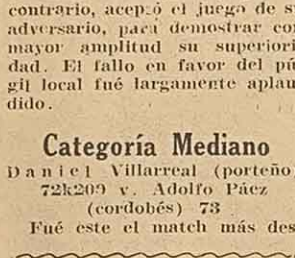 contrario, aceptó el juego de s
adversario, para demostrar co
mayor amplitud su superiori
dad. El fallo en favor del pú
gil local fué largamente aplau
dido.
Categoría Mediano
Daniel Villarreal (porteño
72k209 v. Adolfo Páez
(cordobés) 73
Fué este el match más des